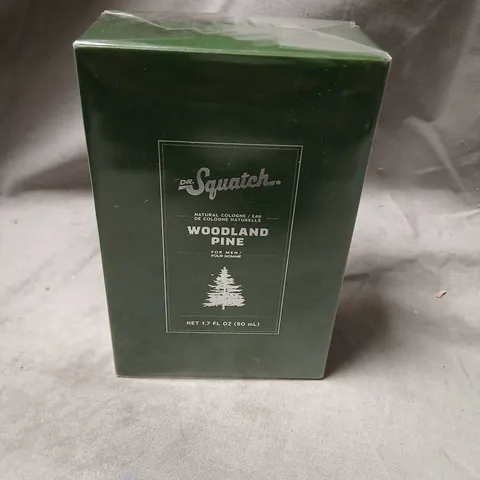 DR. Squatch®
NATURAL COLOGNE / EAU
DE COLOGNE NATURELLE
WOODLAND
PINE
FOR MEN /
POUR HOMME
NET 1.7 FL OZ (50 mL)